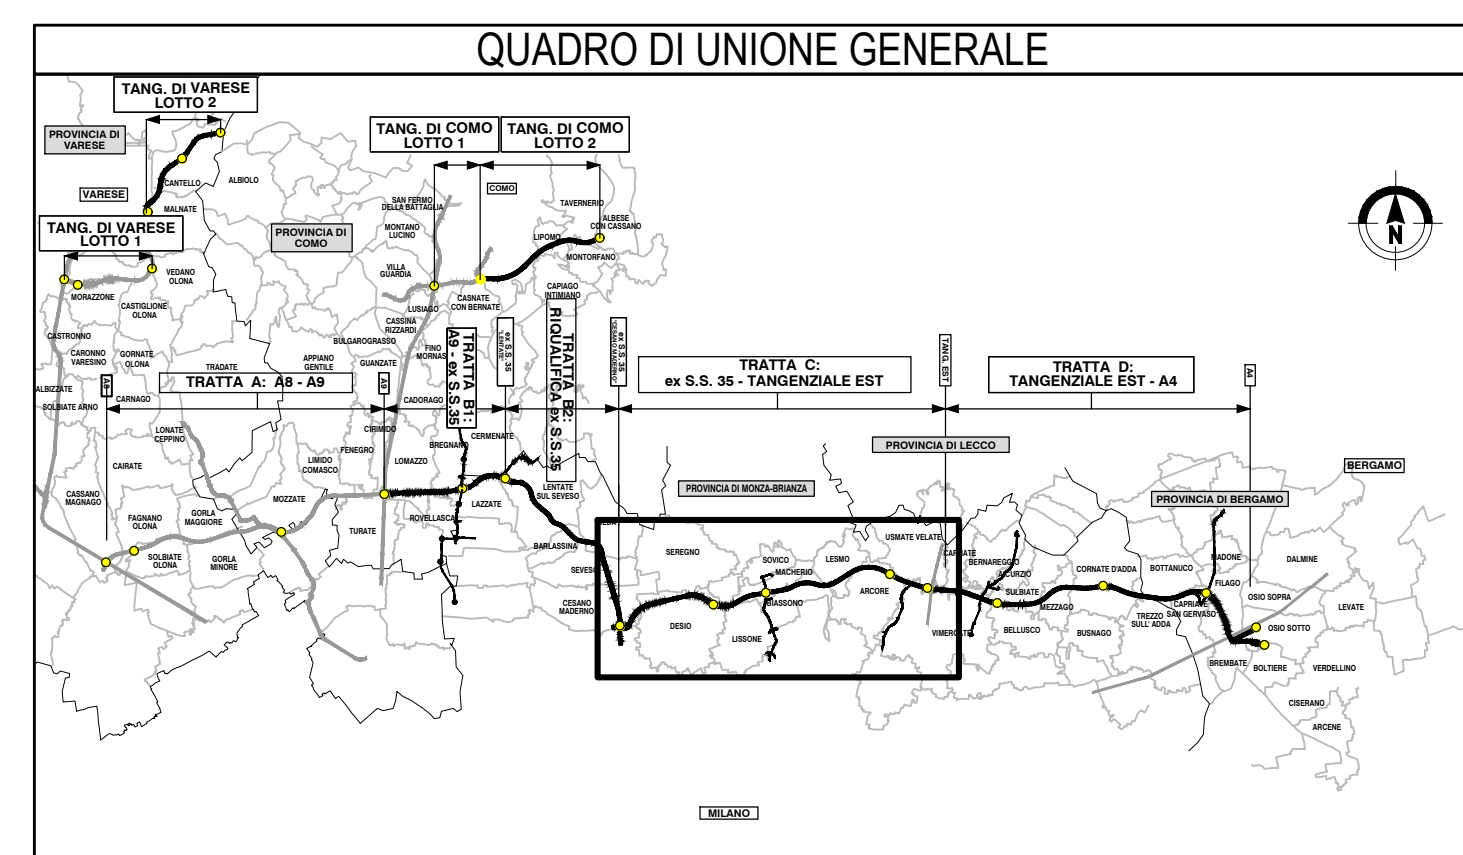 QUADRO DI UNIONE GENERALE
TANG. DI VARESE
LOTTO 2
PROVINCIA DI
VARESE
CANTELLO
ALBIOLO
VARESE
MALNATE
TANG. DI VARESE
LOTTO 1
PROVINCIA DI
COMO
TANG. DI COMO
LOTTO 1
TANG. DI COMO
LOTTO 2
COMO
SAN FERMO
DELLA BATTAGLIA
TAVERNERIO
ALBESE
CON CASSANO
MONTANO
LUCINO
LIPOMO
MONTORFANO
N
VEDANO
OLONA
VILLA
GUARDIA
MORAZZONE
CASTIGLIONE
OLONA
LUSIAGO
CASNATE
CON BERNATE
CAPIAGO
INTIMIANO
CASSINA
RIZZARDI
CASTRONNO
BULGAROGRASSO
CARONNO
VARESINO
GORNATE
OLONA
TRADATE
APPIANO
GENTILE
GUANZATE
FINO
MORNAS
TRATTA B1:
A9 - ex S.S.35
ex S.S. 35
"LENTATE"
TRATTA B2:
RIQUALIFICA ex S.S.35
ex S.S. 35
"CESANO MADERNO"
TRATTA C:
ex S.S. 35 - TANGENZIALE EST
TANG. EST
TRATTA D:
TANGENZIALE EST - A4
A4
A8
TRATTA A: A8 - A9
A9
ALBIZZATE
SOLBIATE ARNO
CARNAGO
CADORAGO
LONATE
CEPPINO
CIRIMIDO
CERMENATE
BREGNANO
FENEGRO
PROVINCIA DI LECCO
CAIRATE
LIMIDO
COMASCO
LOMAZZO
BERGAMO
CASSANO
MAGNAGO
MOZZATE
LAZZATE
LENTATE
SUL SEVESO
PROVINCIA DI MONZA-BRIANZA
PROVINCIA DI BERGAMO
FAGNANO
OLONA
GORLA
MAGGIORE
ROVELLASCA
TURATE
BARLASSINA
SEREGNO
USMATE VELATE
SOLBIATE
OLONA
GORLA
MINORE
SEVESO
SOVICO
MACHERIO
LESMO
CARNATE
BERNAREGGIO
AICURZIO
CORNATE D'ADDA
BOTTANUCO
MADONE
DALMINE
FILAGO
CESANO
MADERNO
BIASSONO
ARCORE
SULBIATE
MEZZAGO
CAPRIATE
SAN GERVASO
OSIO SOPRA
LEVATE
DESIO
LISSONE
VIMERCATE
BELLUSCO
BUSNAGO
TREZZO
SULL' ADDA
OSIO SOTTO
BREMBATE
BOLTIERE
VERDELLINO
CISERANO
ARCENE
MILANO